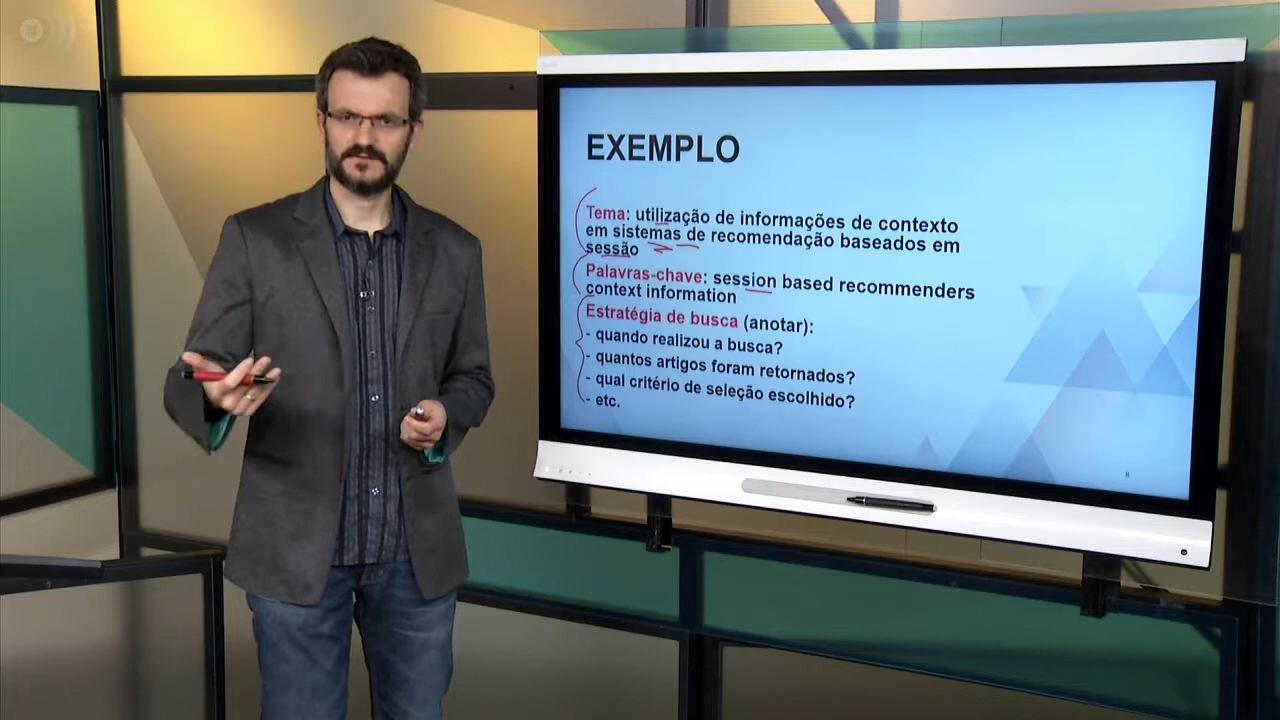 EXEMPLO
Tema: utilização de informações de contexto
em sistemas de recomendação baseados em
sessão
Palavras-chave: session based recommenders
context information
Estratégia de busca (anotar):
- quando realizou a busca?
- quantos artigos foram retornados?
- qual critério de seleção escolhido?
- etc.
8